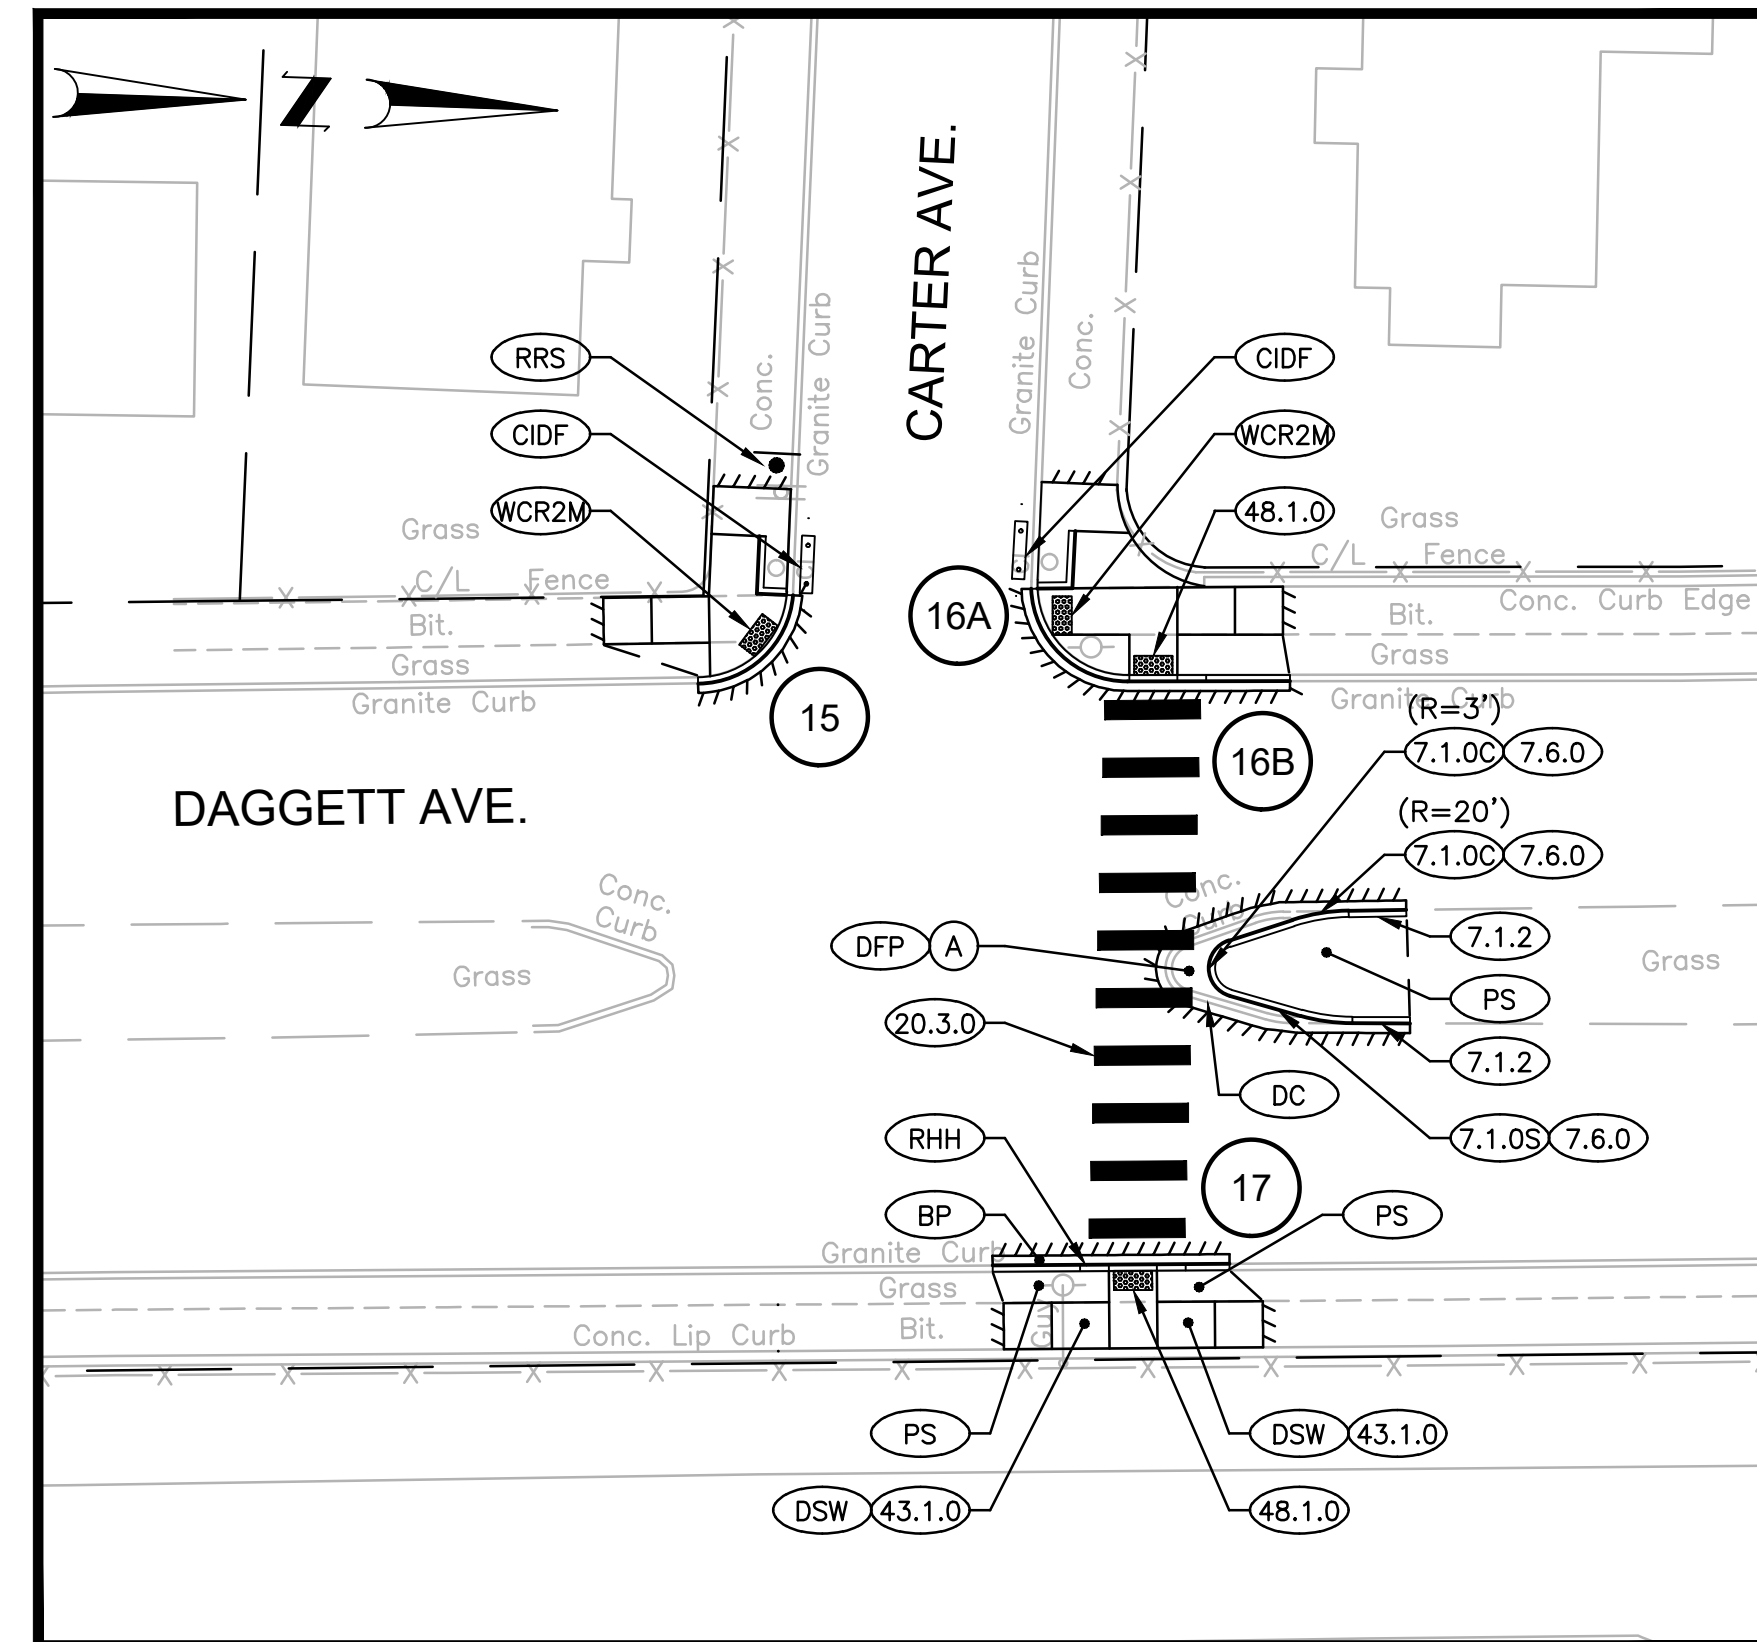 N
CARTER AVE.
Granite Curb
Conc.
Granite Curb
Conc.
RRS
CIDF
WCR2M
CIDF
WCR2M
48.1.0
Grass
C/L Fence
Bit.
Grass
Granite Curb
Grass
C/L Fence
Conc. Curb Edge
Bit.
Grass
Granite Curb
16A
15
16B
(R=3')
7.1.0C 7.6.0
(R=20')
7.1.0C 7.6.0
DAGGETT AVE.
Conc.
Curb
Grass
Conc.
Curb
DFP A
7.1.2
Grass
PS
20.3.0
7.1.2
DC
7.1.0S 7.6.0
RHH
17
BP
PS
Granite Curb
Grass
Conc. Lip Curb
Bit.
Guy
PS
DSW 43.1.0
DSW 43.1.0
48.1.0